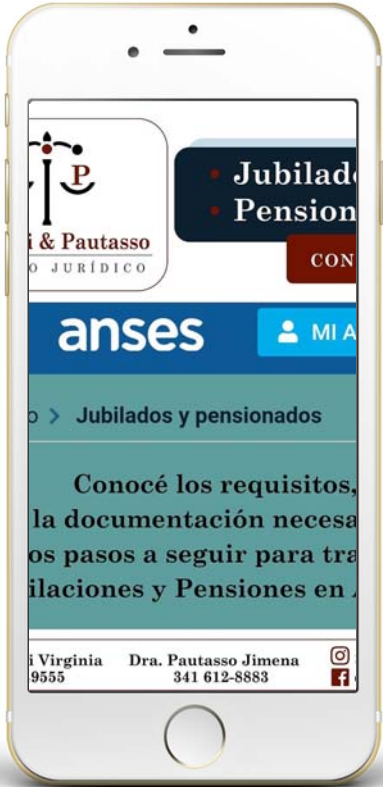 P
i & Pautasso
O JURÍDICO
• Jubilado
• Pension
CON
anses
MI A
o > Jubilados y pensionados
Conocé los requisitos,
la documentación necesa
os pasos a seguir para tra
ilaciones y Pensiones en
i Virginia
9555
Dra. Pautasso Jimena
341 612-8883